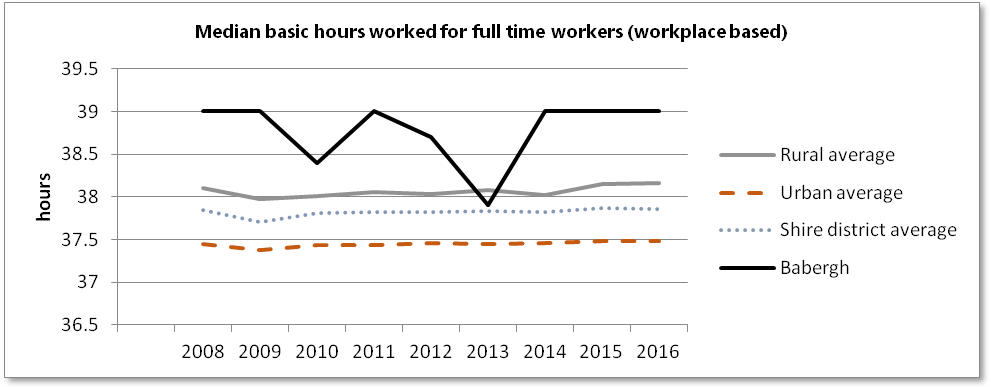 Median basic hours worked for full time workers (workplace based)
39.5
39
38.5
38
37.5
37
36.5
hours
2008 2009 2010 2011 2012 2013 2014 2015 2016
Rural average
Urban average
Shire district average
Babergh